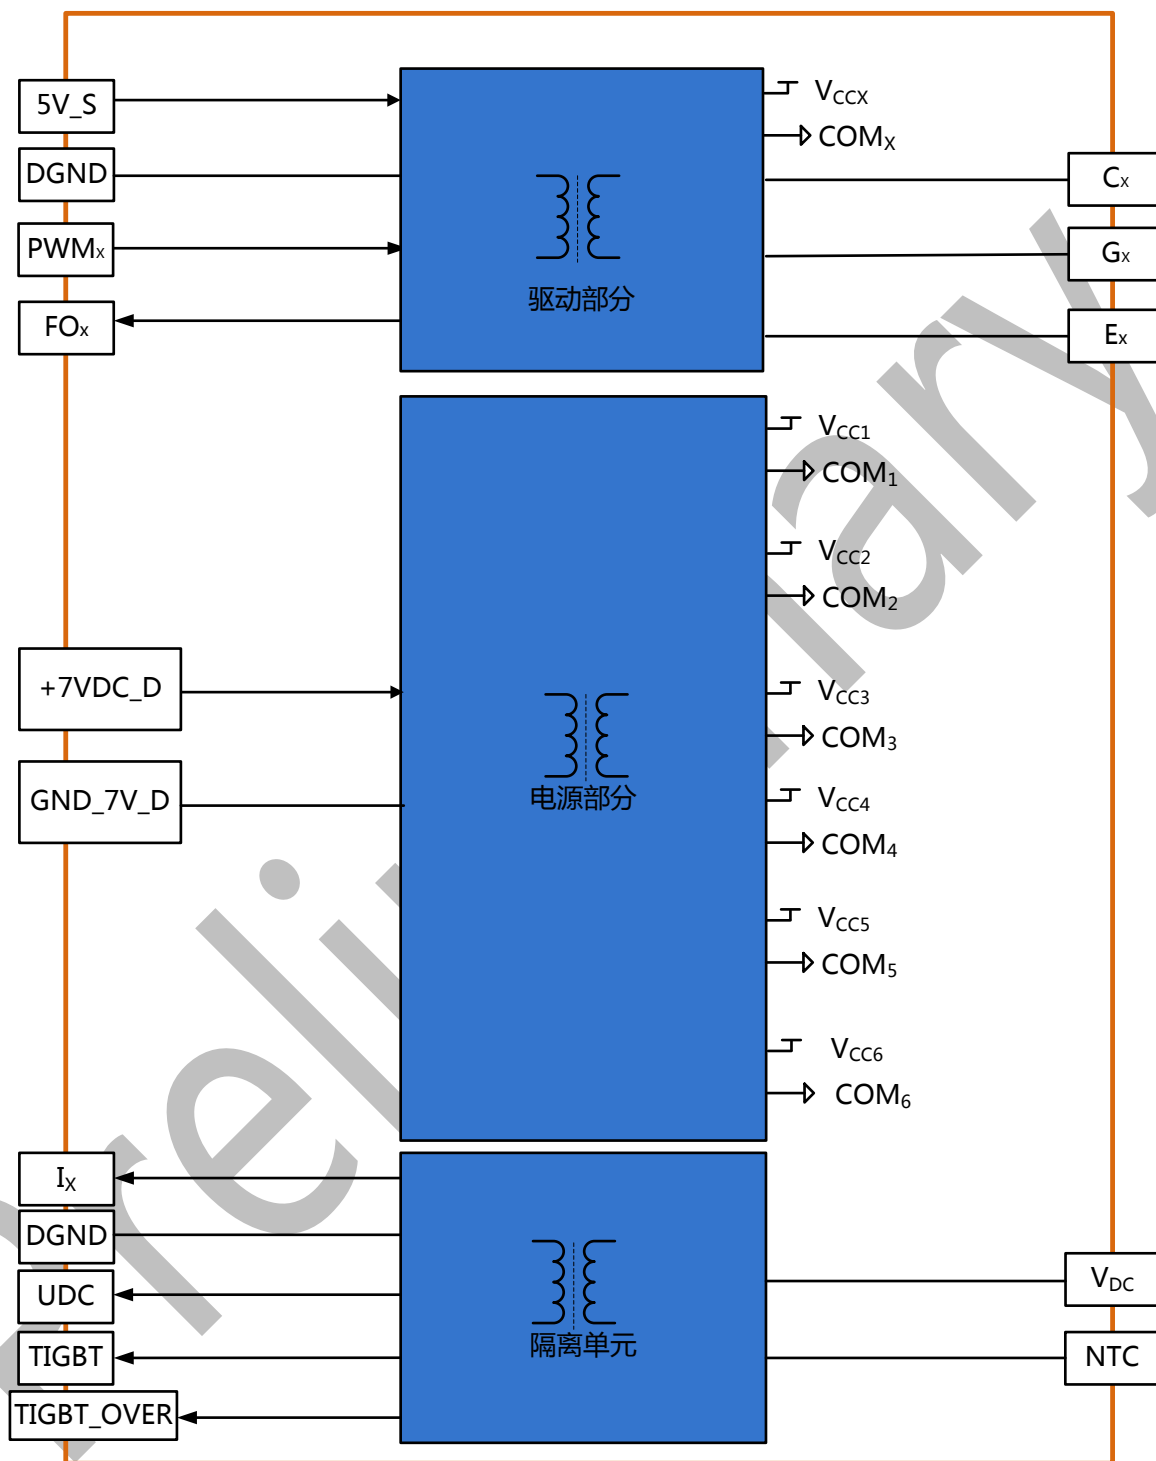 5V_S
DGND
PWMx
FOx
驱动部分
VCCX
COMX
Cx
Gx
Ex
+7VDC_D
GND_7V_D
电源部分
VCC1
COM1
VCC2
COM2
VCC3
COM3
VCC4
COM4
VCC5
COM5
VCC6
COM6
IX
DGND
UDC
TIGBT
TIGBT_OVER
隔离单元
VDC
NTC